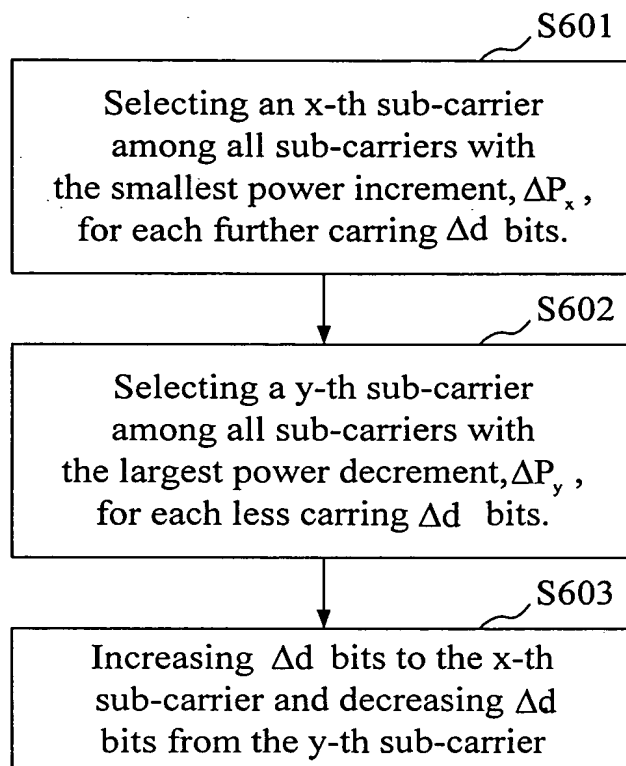 S601
Selecting an x-th sub-carrier
among all sub-carriers with
the smallest power increment, ΔPₓ ,
for each further carring Δd bits.
S602
Selecting a y-th sub-carrier
among all sub-carriers with
the largest power decrement, ΔP_y ,
for each less carring Δd bits.
S603
Increasing Δd bits to the x-th
sub-carrier and decreasing Δd
bits from the y-th sub-carrier